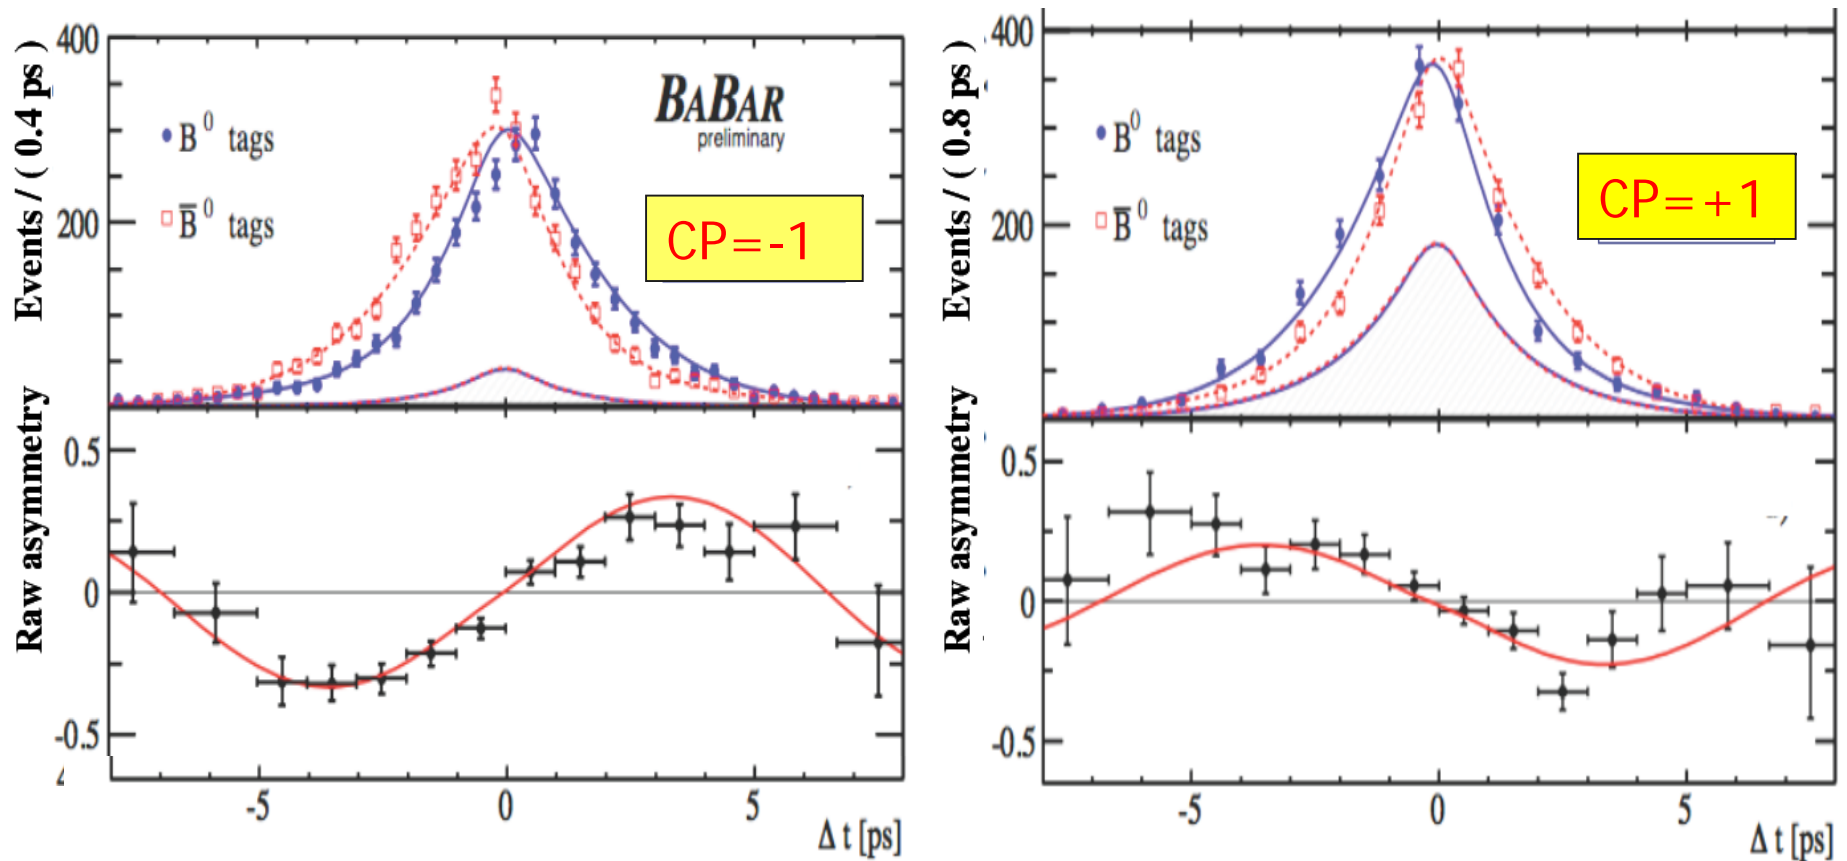 400
Events / ( 0.4 ps )
BABAR
preliminary
B⁰ tags
B̅⁰ tags
200
CP=-1
Raw asymmetry
0.5
0
-0.5
-5 0 5
Δ t [ps]
400
Events / ( 0.8 ps )
B⁰ tags
B̅⁰ tags
200
CP=+1
Raw asymmetry
0.5
0
-0.5
-5 0 5
Δ t [ps]